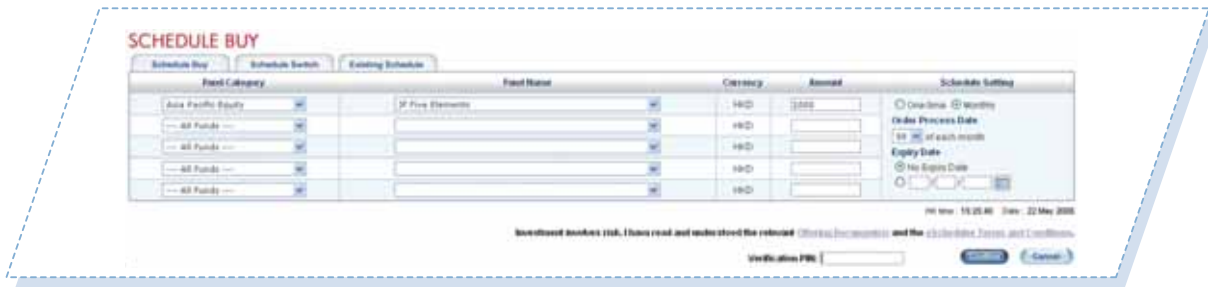 SCHEDULE BUY
Schedule Buy Schedule Switch Existing Schedule
Fund Category Fund Name Currency Amount Schedule Setting
Asia Pacific Equity JF Five Elements HKD 1000 One-time Monthly
--- All Funds --- HKD Order Process Date
--- All Funds --- HKD of each month
Expiry Date
--- All Funds --- HKD No Expiry Date
--- All Funds --- HKD / /
HK time : 15:25:46 Date : 22 May 2006
Investment involves risk. I have read and understood the relevant Offering Documents and the eScheduler Terms and Conditions.
Verification PIN: Cancel